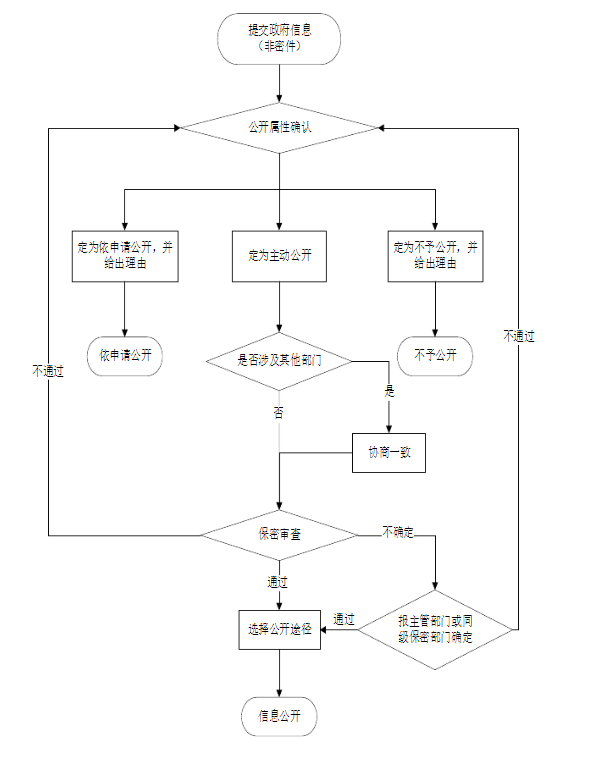 提交政府信息
（非密件）
公开属性确认
定为依申请公开，并
给出理由
定为主动公开
定为不予公开，并
给出理由
依申请公开
是否涉及其他部门
不予公开
不通过
不通过
是
否
协商一致
保密审查
不确定
通过
选择公开途径
通过
报主管部门或同
级保密部门确定
信息公开